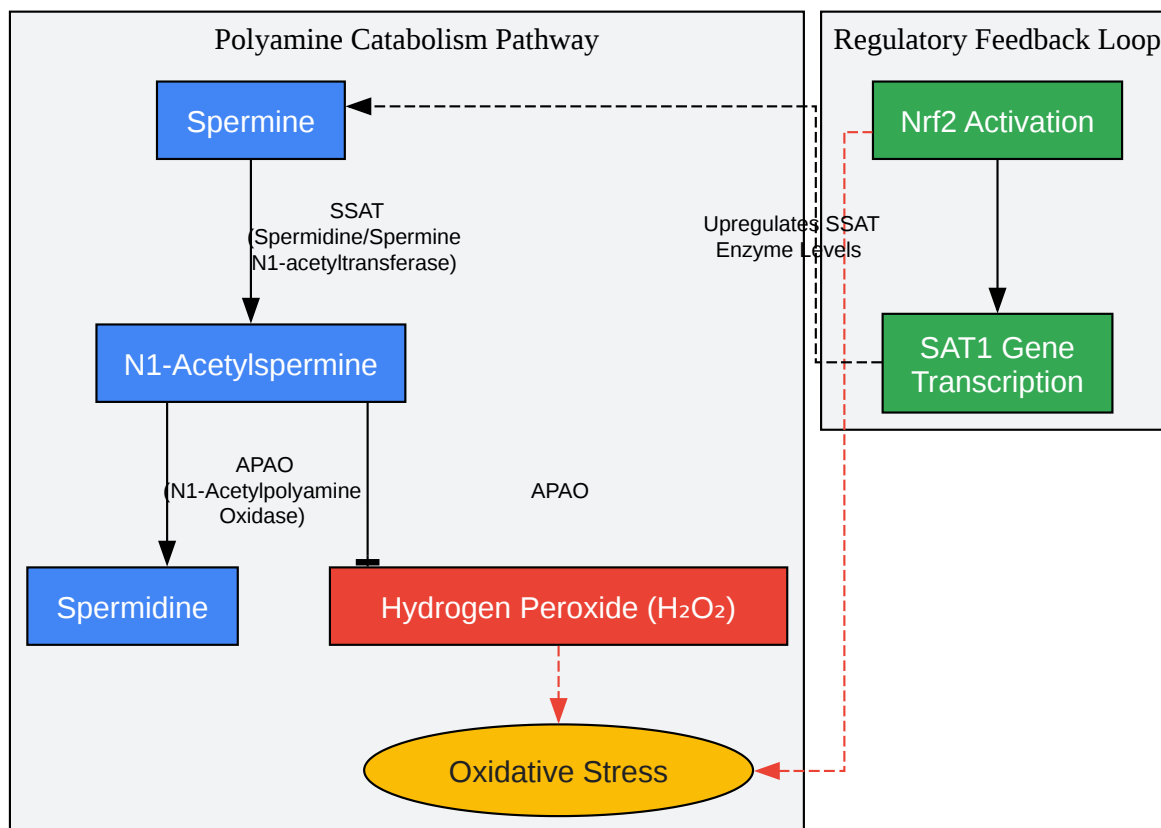 Polyamine Catabolism Pathway
Regulatory Feedback Loop
Spermine
Nrf2 Activation
SSAT
(Spermidine/Spermine
N1-acetyltransferase)
Upregulates SSAT
Enzyme Levels
N1-Acetylspermine
SAT1 Gene
Transcription
APAO
(N1-Acetylpolyamine
Oxidase)
APAO
Spermidine
Hydrogen Peroxide (H₂O₂)
Oxidative Stress